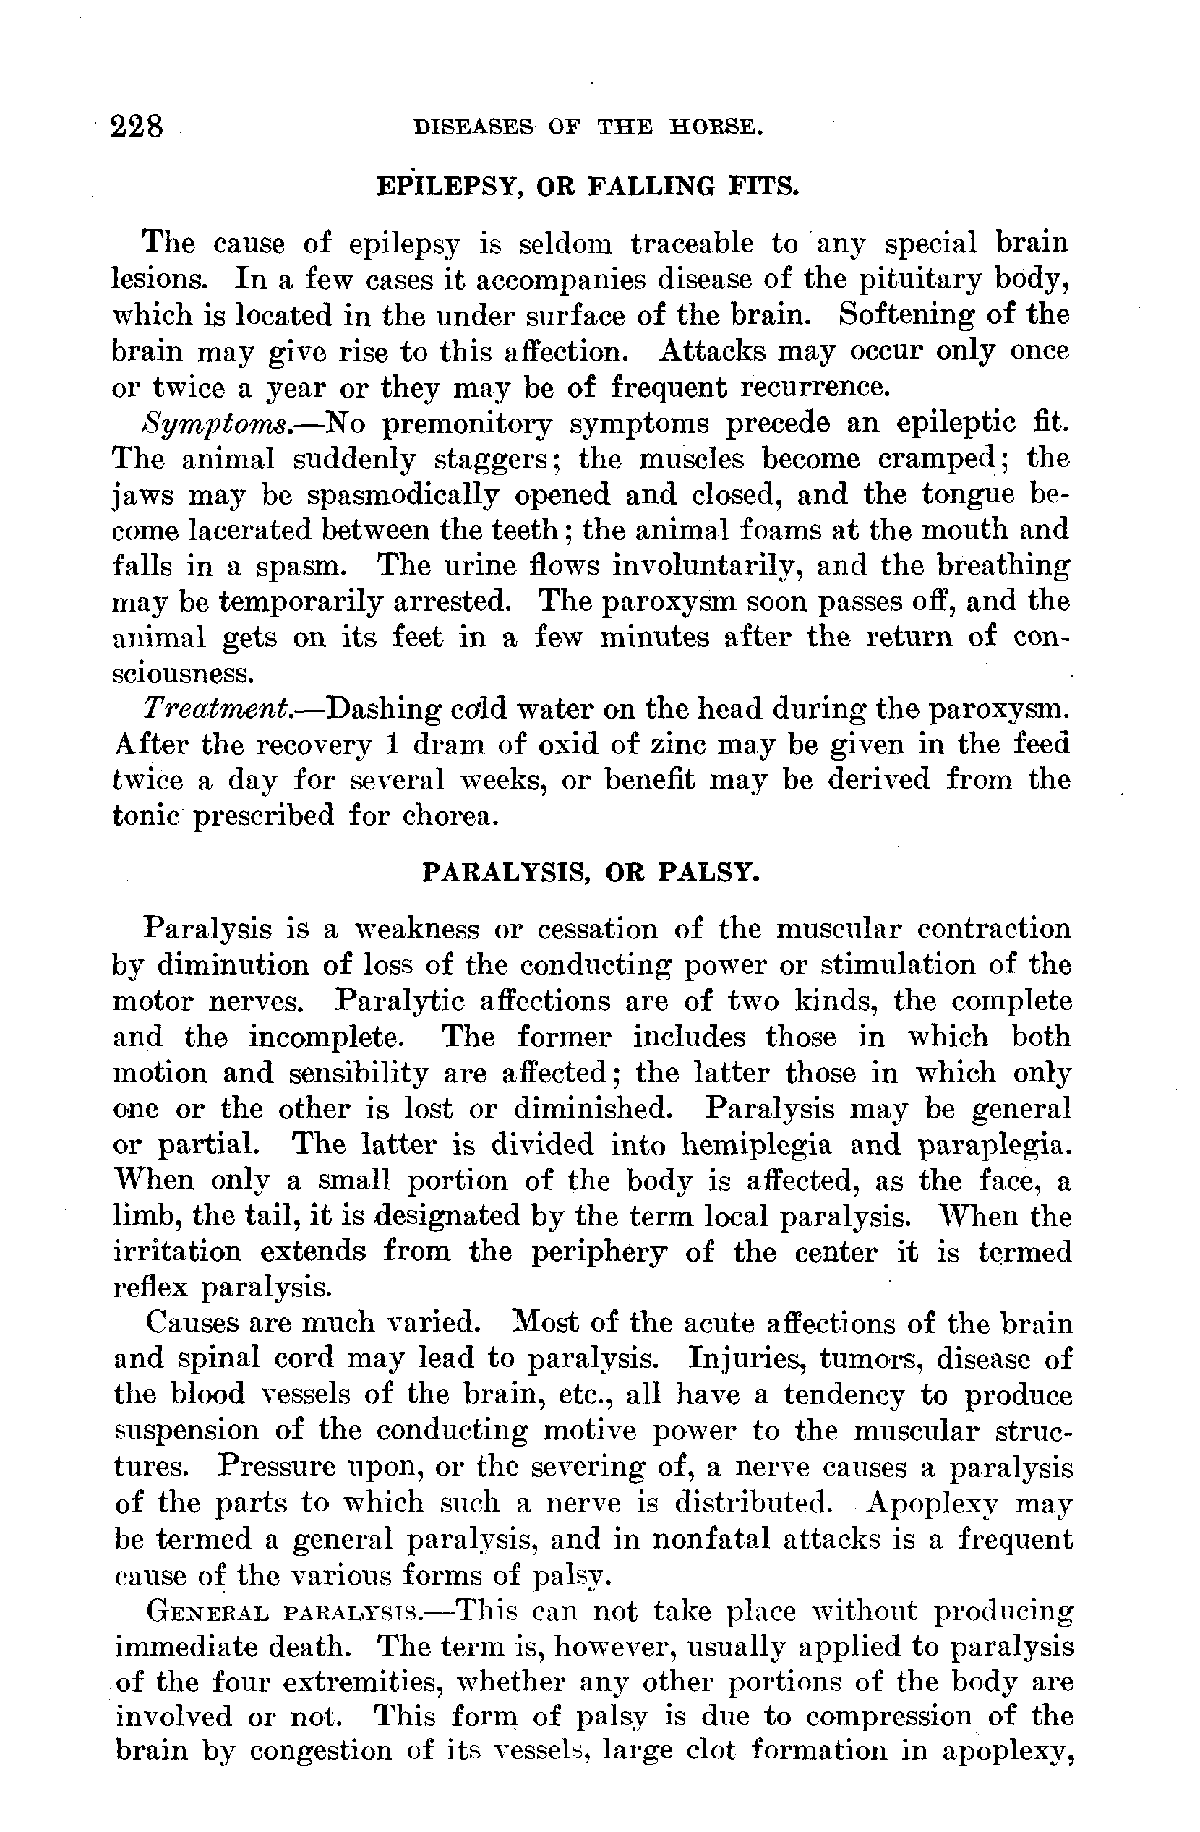 228 DISEASES OF THE HORSE.
EPILEPSY, OR FALLING FITS.
The cause of epilepsy is seldom traceable to any special brain
lesions. In a few cases it accompanies disease of the pituitary body,
which is located in the under surface of the brain. Softening of the
brain may give rise to this affection. Attacks may occur only once
or twice a year or they may be of frequent recurrence.
Symptoms.—No premonitory symptoms precede an epileptic fit.
The animal suddenly staggers; the muscles become cramped; the
jaws may be spasmodically opened and closed, and the tongue be-
come lacerated between the teeth; the animal foams at the mouth and
falls in a spasm. The urine flows involuntarily, and the breathing
may be temporarily arrested. The paroxysm soon passes off, and the
animal gets on its feet in a few minutes after the return of con-
sciousness.
Treatment.—Dashing cold water on the head during the paroxysm.
After the recovery 1 dram of oxid of zinc may be given in the feed
twice a day for several weeks, or benefit may be derived from the
tonic prescribed for chorea.
PARALYSIS, OR PALSY.
Paralysis is a weakness or cessation of the muscular contraction
by diminution of loss of the conducting power or stimulation of the
motor nerves. Paralytic affections are of two kinds, the complete
and the incomplete. The former includes those in which both
motion and sensibility are affected; the latter those in which only
one or the other is lost or diminished. Paralysis may be general
or partial. The latter is divided into hemiplegia and paraplegia.
When only a small portion of the body is affected, as the face, a
limb, the tail, it is designated by the term local paralysis. When the
irritation extends from the periphery of the center it is termed
reflex paralysis.
Causes are much varied. Most of the acute affections of the brain
and spinal cord may lead to paralysis. Injuries, tumors, disease of
the blood vessels of the brain, etc., all have a tendency to produce
suspension of the conducting motive power to the muscular struc-
tures. Pressure upon, or the severing of, a nerve causes a paralysis
of the parts to which such a nerve is distributed. Apoplexy may
be termed a general paralysis, and in nonfatal attacks is a frequent
cause of the various forms of palsy.
GENERAL PARALYSIS.—This can not take place without producing
immediate death. The term is, however, usually applied to paralysis
of the four extremities, whether any other portions of the body are
involved or not. This form of palsy is due to compression of the
brain by congestion of its vessels, large clot formation in apoplexy,